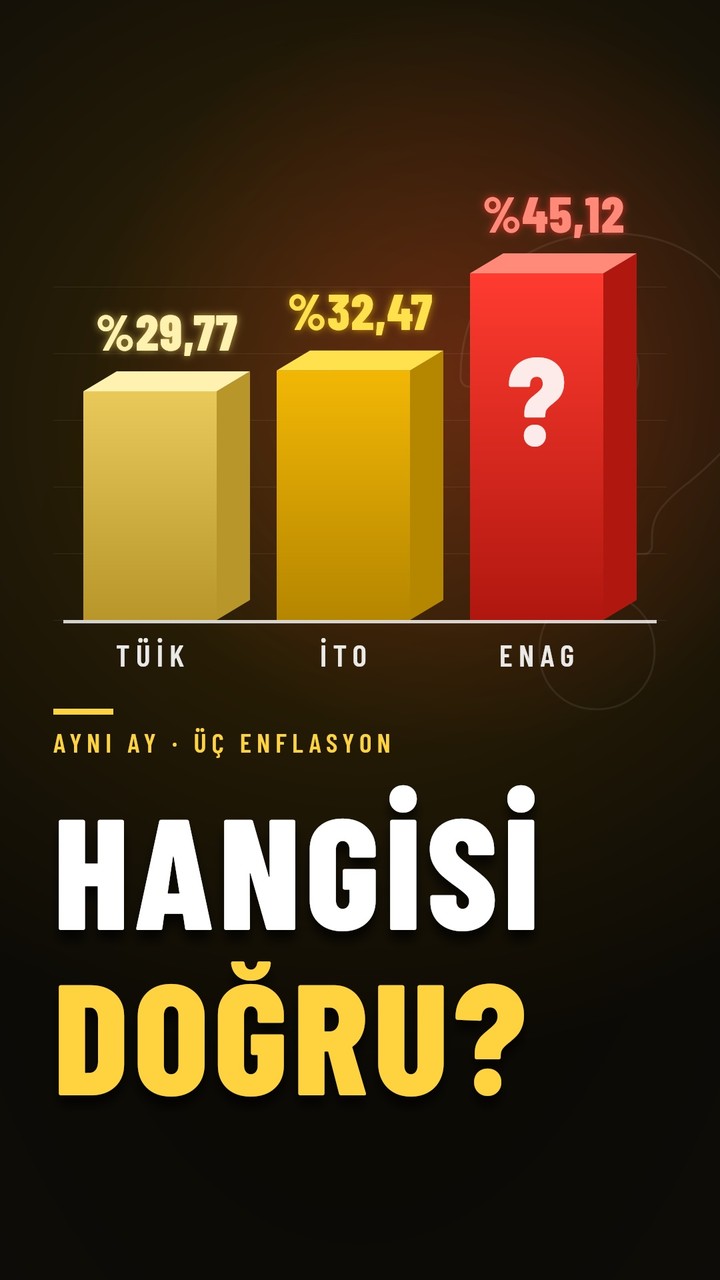 %45,12
%32,47
%29,77
?
TÜİK İTO ENAG
AYNI AY · ÜÇ ENFLASYON
HANGİSİ
DOĞRU?